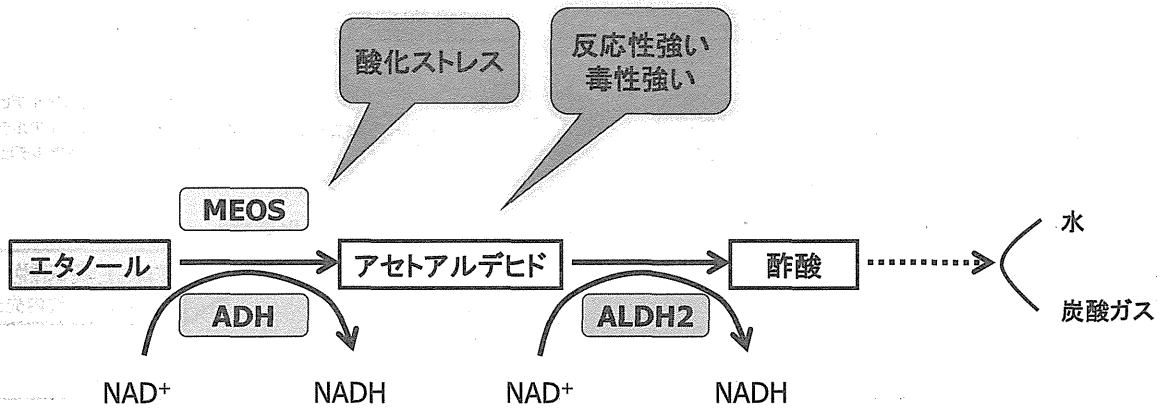 酸化ストレス
反応性強い
毒性強い
MEOS
エタノール
アセトアルデヒド
酢酸
水
炭酸ガス
ADH
ALDH2
NAD⁺
NADH
NAD⁺
NADH